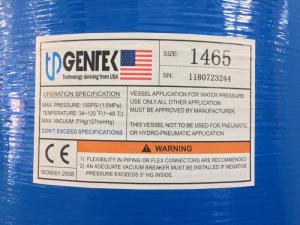 GENTEK
Technology deriving from USA
SIZE: 1465
SN: 1180723244
OPERATION SPECIFICATION
MAX. PRESSURE: 150PSI (1.0MPa)
TEMPERATURE: 34~120°F (1~49°C)
MAX. VACUUM: 5"Hg(127mmHg)
DON'T EXCEED SPECIFICATIONS
VESSEL APPLICATION FOR WATER PRESSURE
USE ONLY ALL OTHER APPLICATION
MUST BE APPROVED BY MANUFACTURER.
THIS VESSEL NOT TO BE USED FOR PNEUMATIC
OR HYDRO-PNEUMATIC APPLICATION
CE
ISO9001:2008
WARNING
1) FLEXIBILITY IN PIPING OR FLEX CONNECTORS ARE RECOMMENDED
2) AN ADEQUATE VACUUM BREAKER MUST BE INSTALLED IF NEGATIVE
PRESSURE EXCEEDS 5" HG INSIDE.